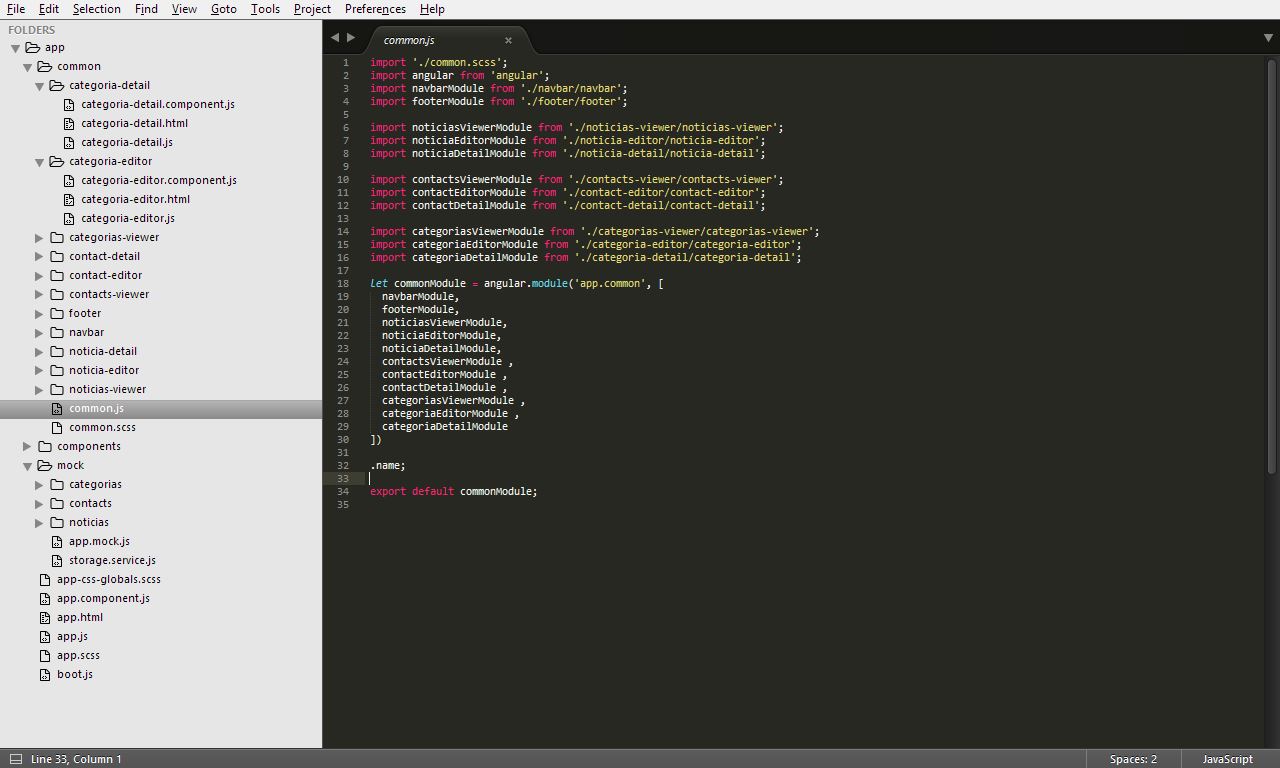 File Edit Selection Find View Goto Tools Project Preferences Help
FOLDERS
app
common
categoria-detail
categoria-detail.component.js
categoria-detail.html
categoria-detail.js
categoria-editor
categoria-editor.component.js
categoria-editor.html
categoria-editor.js
categorias-viewer
contact-detail
contact-editor
contacts-viewer
footer
navbar
noticia-detail
noticia-editor
noticias-viewer
common.js
common.scss
components
mock
categorias
contacts
noticias
app.mock.js
storage.service.js
app-css-globals.scss
app.component.js
app.html
app.js
app.scss
boot.js
common.js ×
1 import './common.scss';
2 import angular from 'angular';
3 import navbarModule from './navbar/navbar';
4 import footerModule from './footer/footer';
5
6 import noticiasViewerModule from './noticias-viewer/noticias-viewer';
7 import noticiaEditorModule from './noticia-editor/noticia-editor';
8 import noticiaDetailModule from './noticia-detail/noticia-detail';
9
10 import contactsViewerModule from './contacts-viewer/contacts-viewer';
11 import contactEditorModule from './contact-editor/contact-editor';
12 import contactDetailModule from './contact-detail/contact-detail';
13
14 import categoriasViewerModule from './categorias-viewer/categorias-viewer';
15 import categoriaEditorModule from './categoria-editor/categoria-editor';
16 import categoriaDetailModule from './categoria-detail/categoria-detail';
17
18 let commonModule = angular.module('app.common', [
19 navbarModule,
20 footerModule,
21 noticiasViewerModule,
22 noticiaEditorModule,
23 noticiaDetailModule,
24 contactsViewerModule ,
25 contactEditorModule ,
26 contactDetailModule ,
27 categoriasViewerModule ,
28 categoriaEditorModule ,
29 categoriaDetailModule
30 ])
31
32 .name;
33
34 export default commonModule;
35
Line 33, Column 1 Spaces: 2 JavaScript